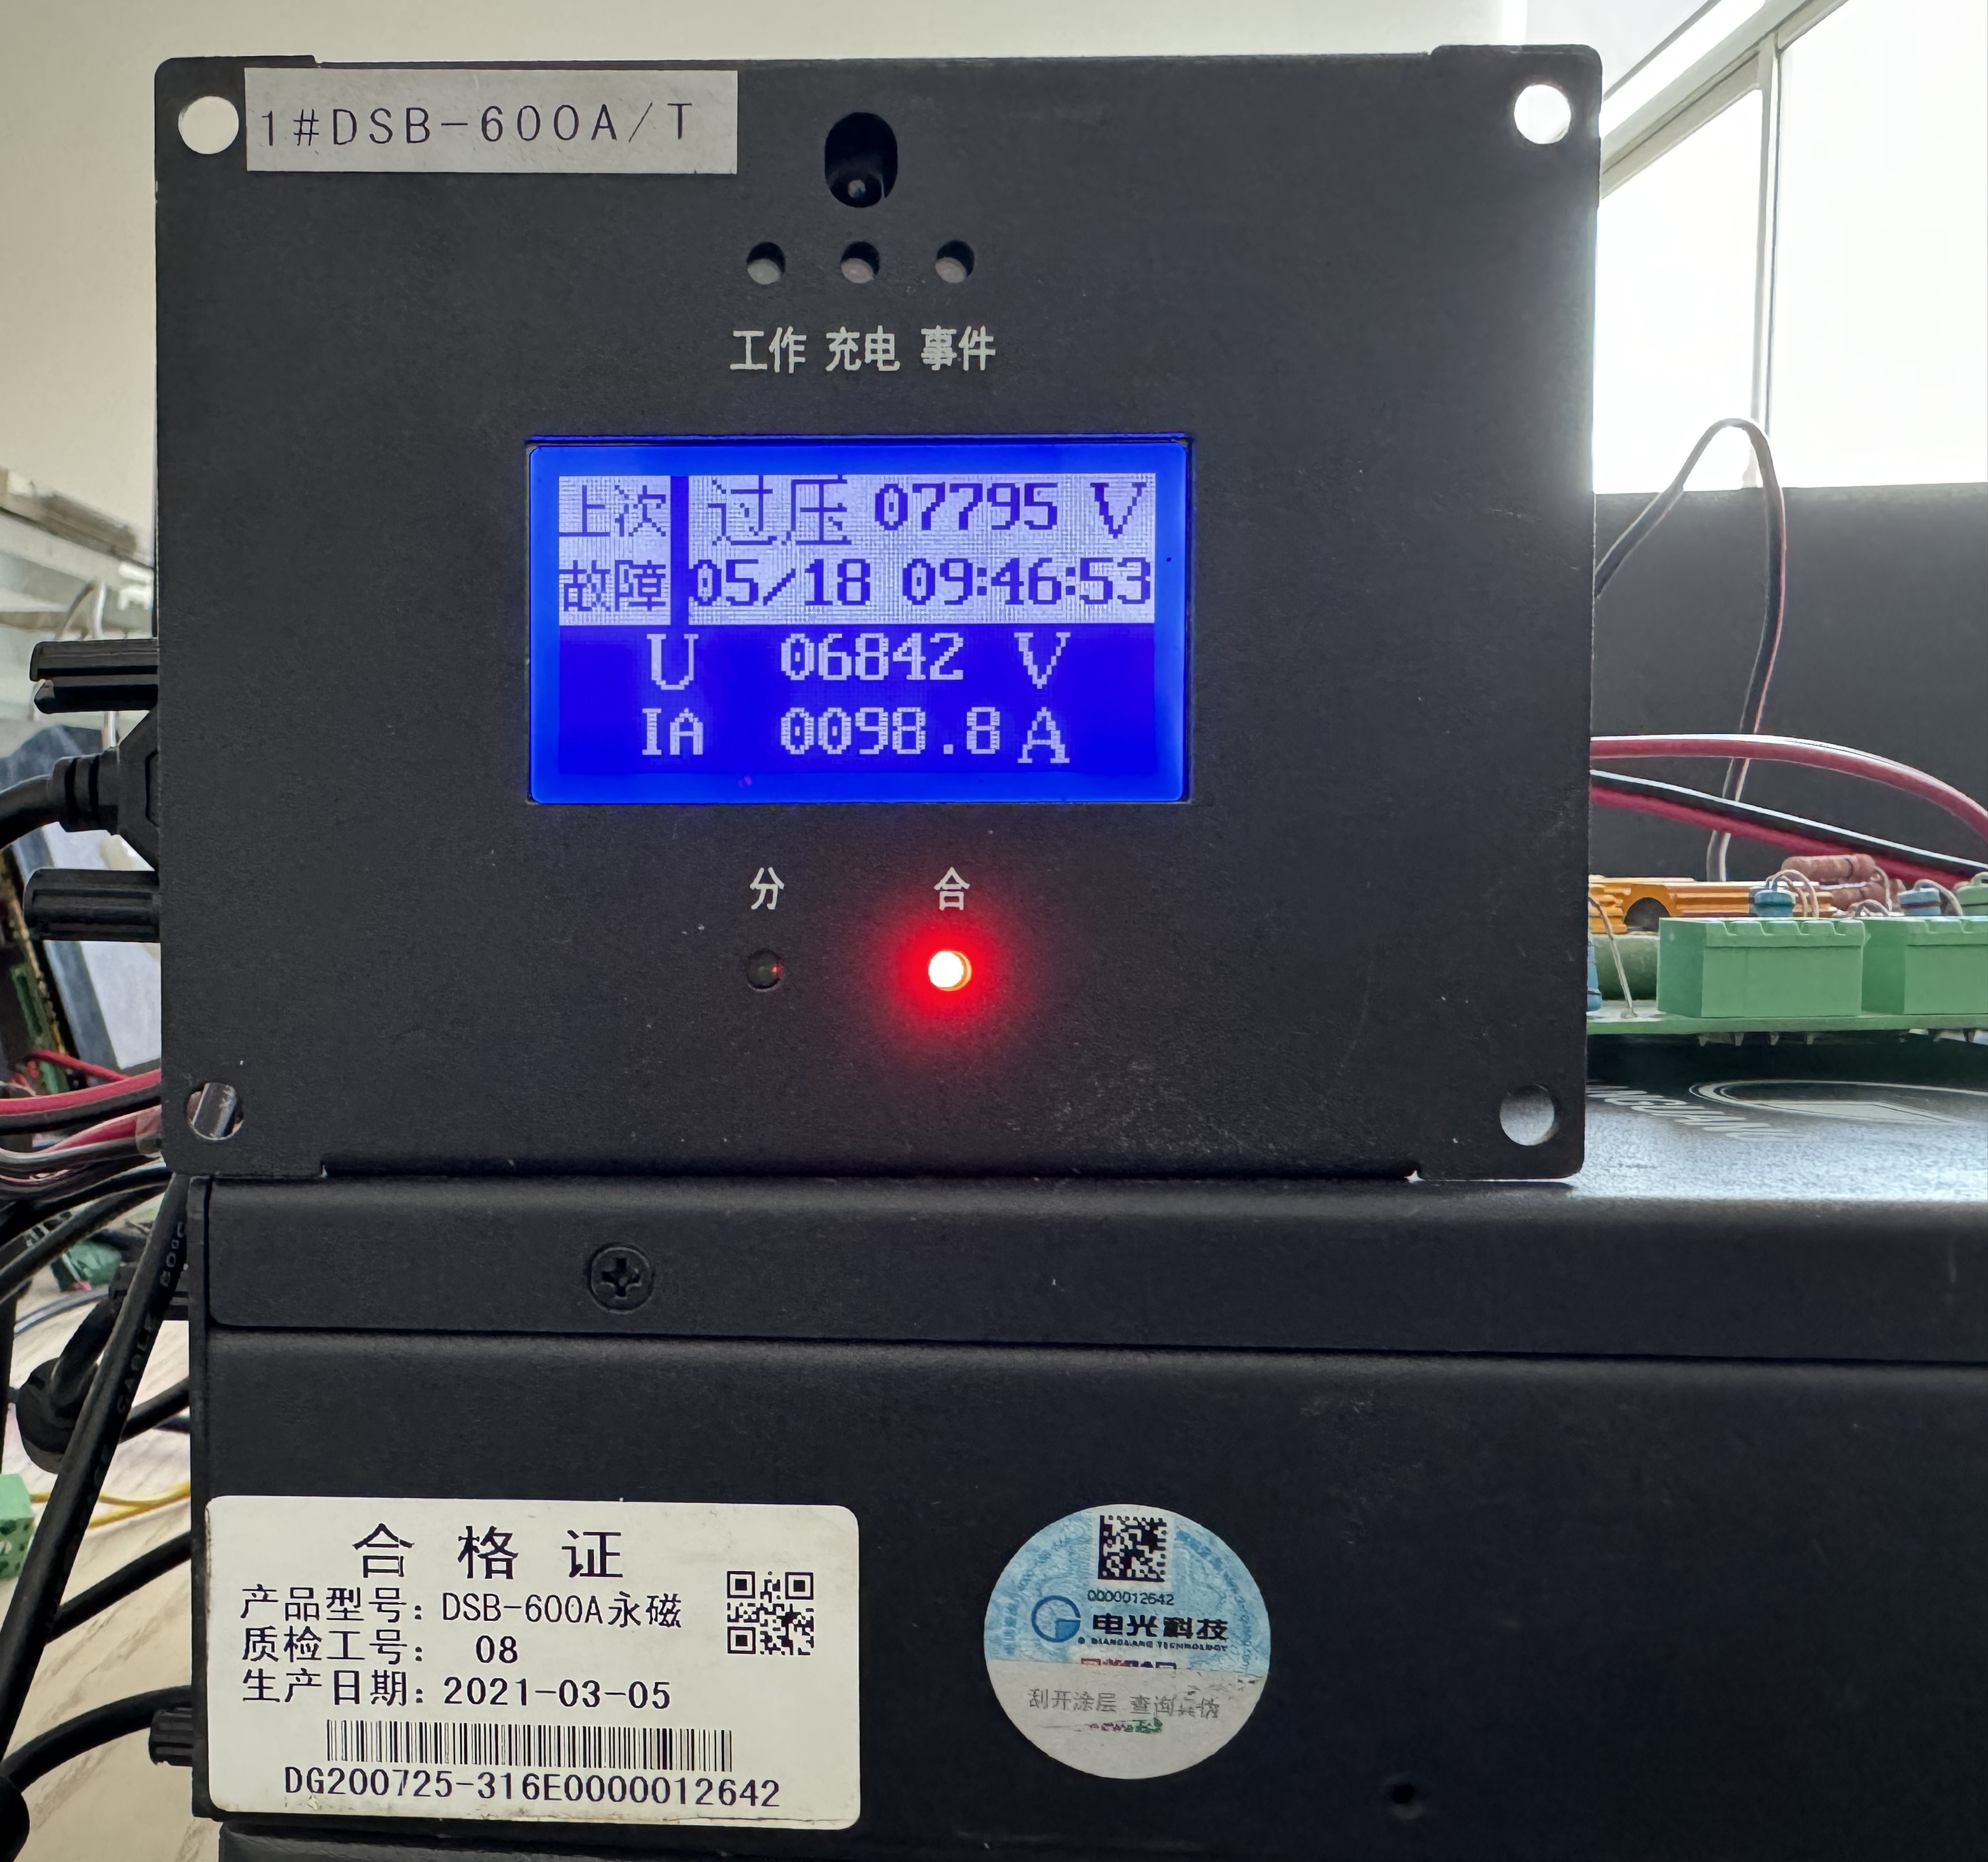 1#DSB-600A/T
工作 充电 事件
上次 过压 07795 V
故障 05/18 09:46:53
U 06842 V
IA 0098.8 A
分 合
合格证
产品型号: DSB-600A永磁
质检工号: 08
生产日期: 2021-03-05
DG200725-316E0000012642
0000012642
电光科技
DIANGUANG TECHNOLOGY
刮开涂层 查询真伪